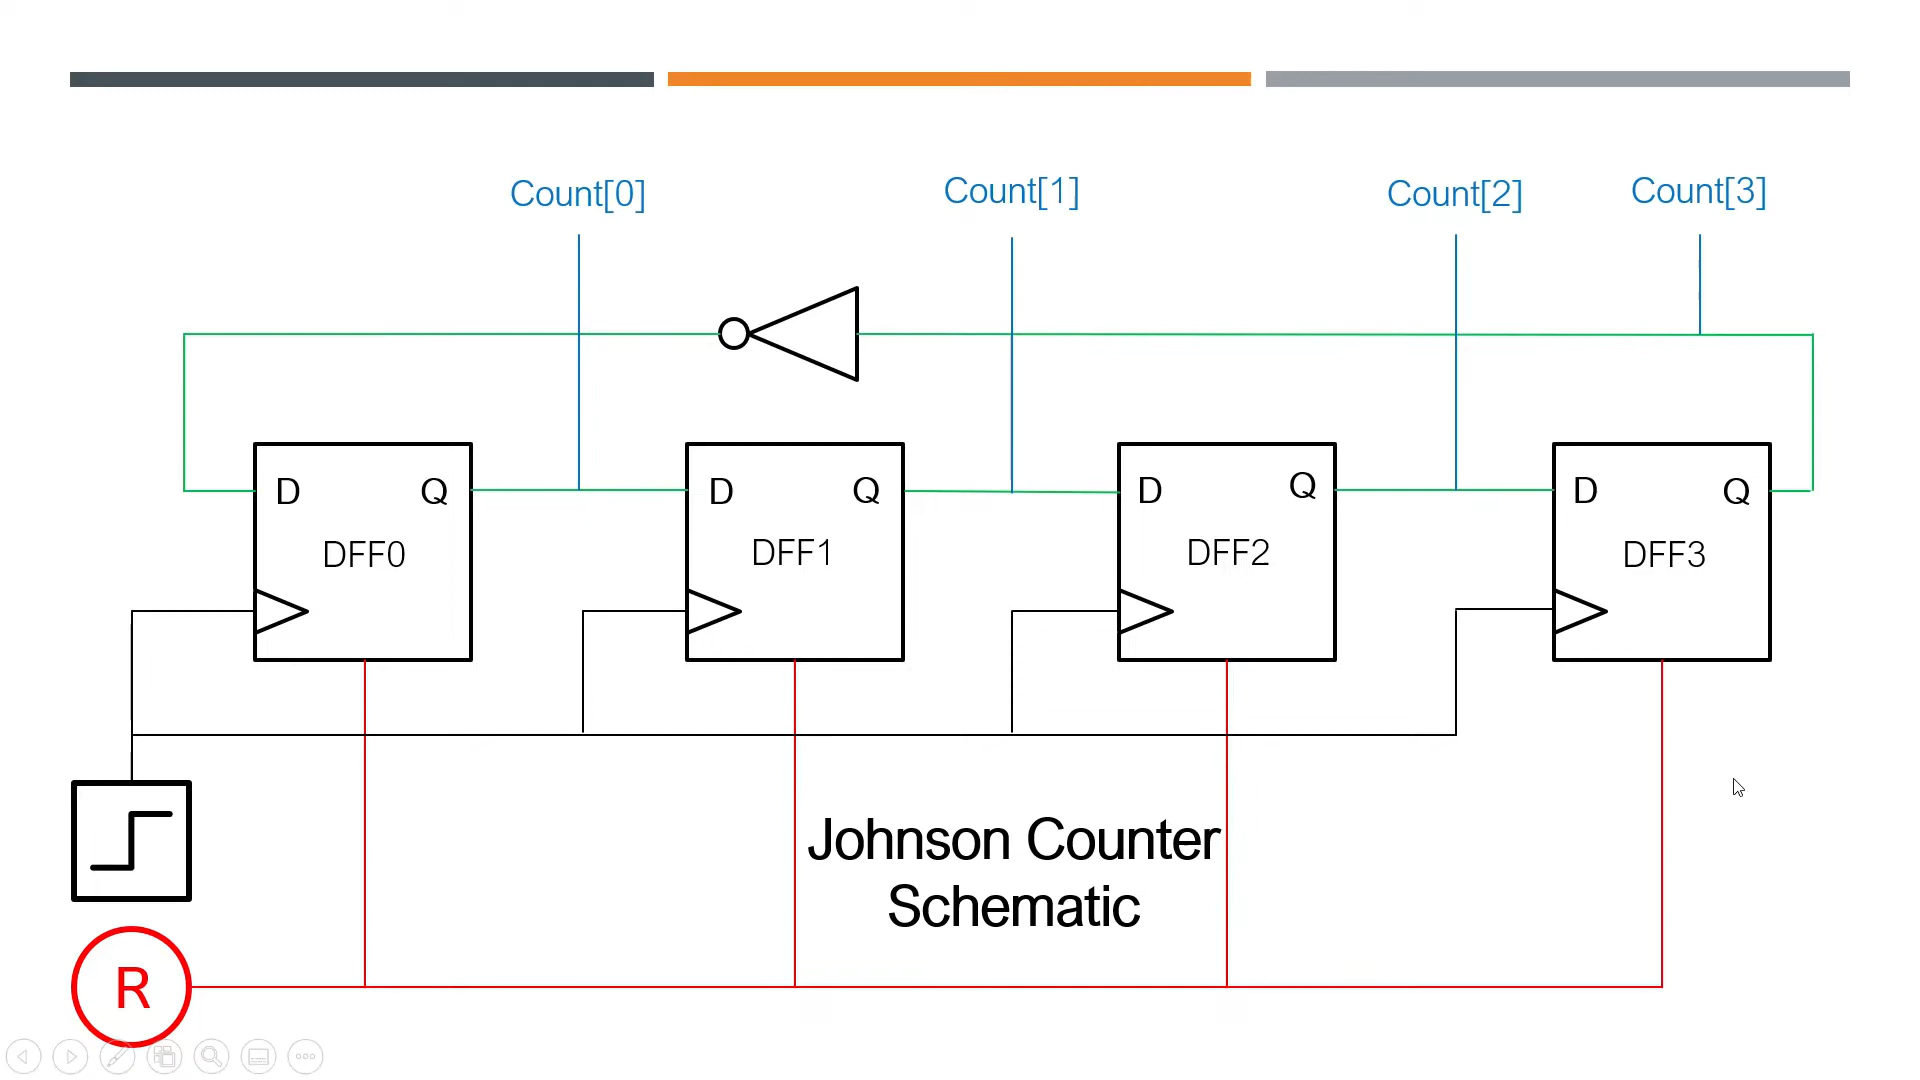 Count[0]
Count[1]
Count[2]
Count[3]
D
Q
DFF0
D
Q
DFF1
D
Q
DFF2
D
Q
DFF3
Johnson Counter
Schematic
R